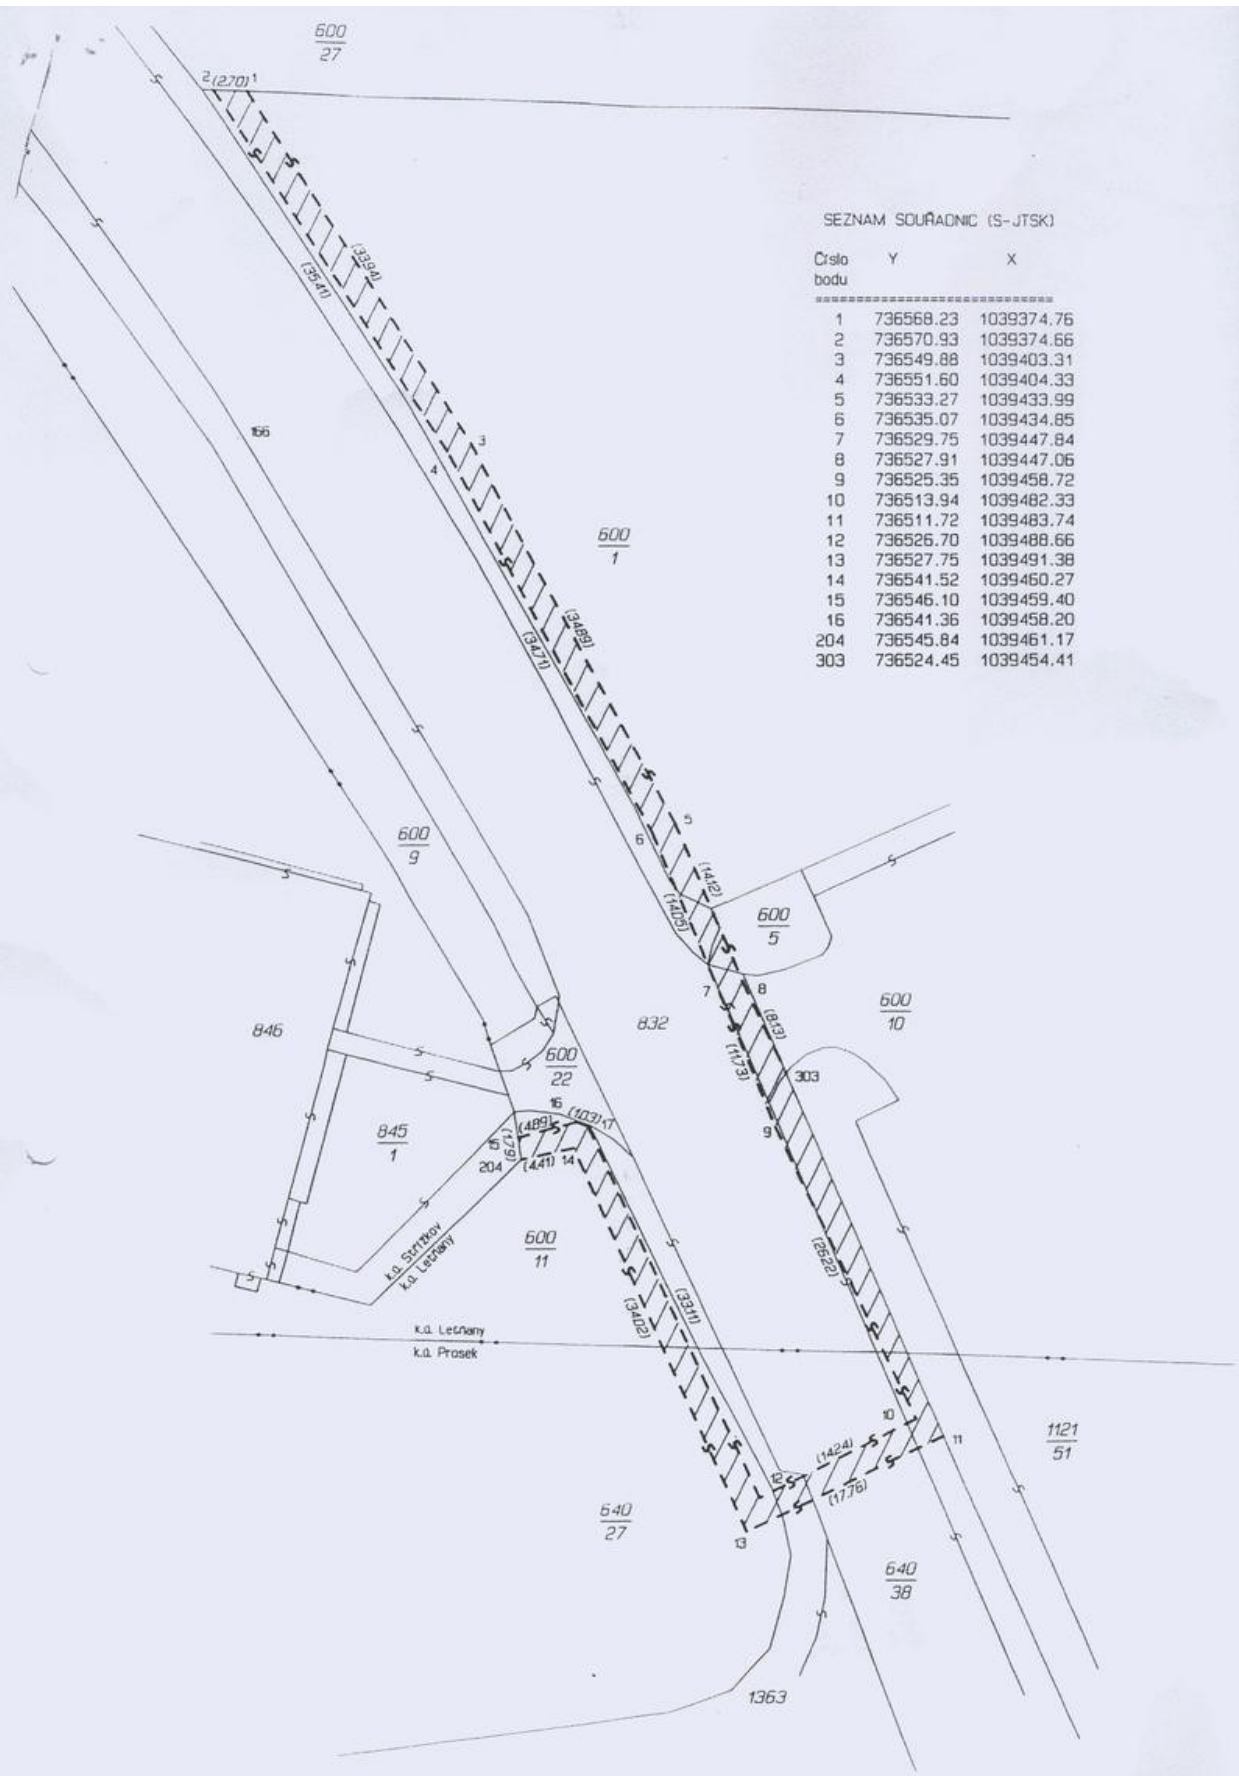 600
27
2 (2.70) 1
SEZNAM SOUŘADNIC (S-JTSK)
Číslo Y X
bodu
=============================
1 736568.23 1039374.76
2 736570.93 1039374.66
3 736549.88 1039403.31
4 736551.60 1039404.33
5 736533.27 1039433.99
6 736535.07 1039434.85
7 736529.75 1039447.84
8 736527.91 1039447.06
9 736525.35 1039458.72
10 736513.94 1039482.33
11 736511.72 1039483.74
12 736526.70 1039488.66
13 736527.75 1039491.38
14 736541.52 1039460.27
15 736546.10 1039459.40
16 736541.36 1039458.20
204 736545.84 1039461.17
303 736524.45 1039454.41
(33.94)
(35.41)
166
3
4
600
1
(34.89)
(34.71)
5
6
600
9
(14.12)
(14.05)
600
5
7
8
600
10
846
832
(8.13)
(11.73)
600
22
303
9
16
(1.03) 17
(4.89)
15
(1.79)
845
1
204
(4.41) 14
k.ú. Střížkov
k.ú. Letňany
600
11
(26.22)
(33.11)
(34.02)
k.ú. Letňany
k.ú. Prosek
10
11
1121
51
(14.24)
12
(17.76)
13
640
27
640
38
1363